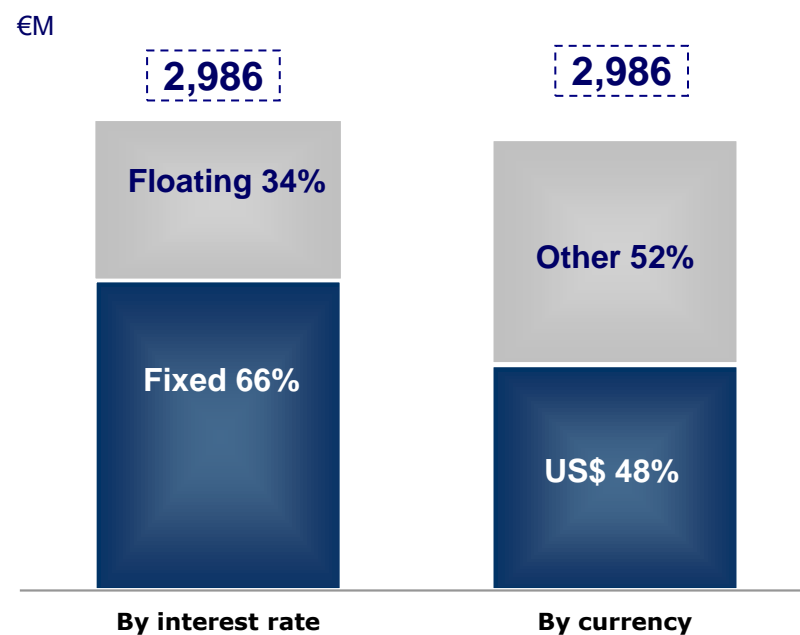 €M
2,986
2,986
Floating 34%
Other 52%
Fixed 66%
US$ 48%
By interest rate
By currency